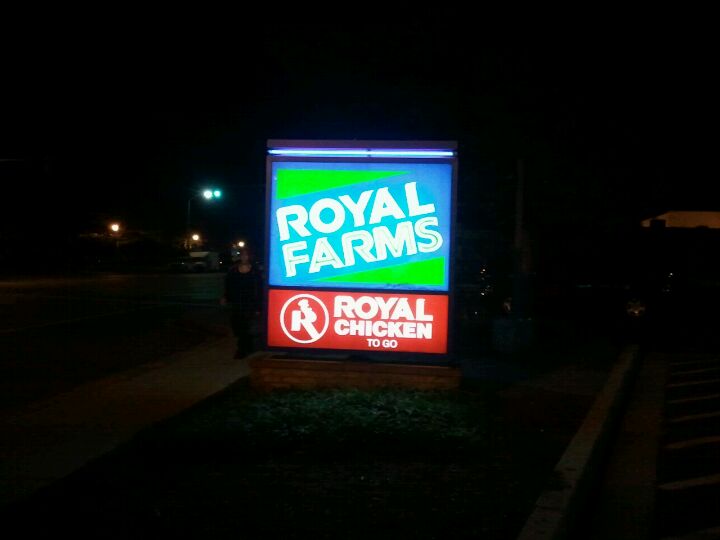 ROYAL
FARMS
R ROYAL
CHICKEN
TO GO